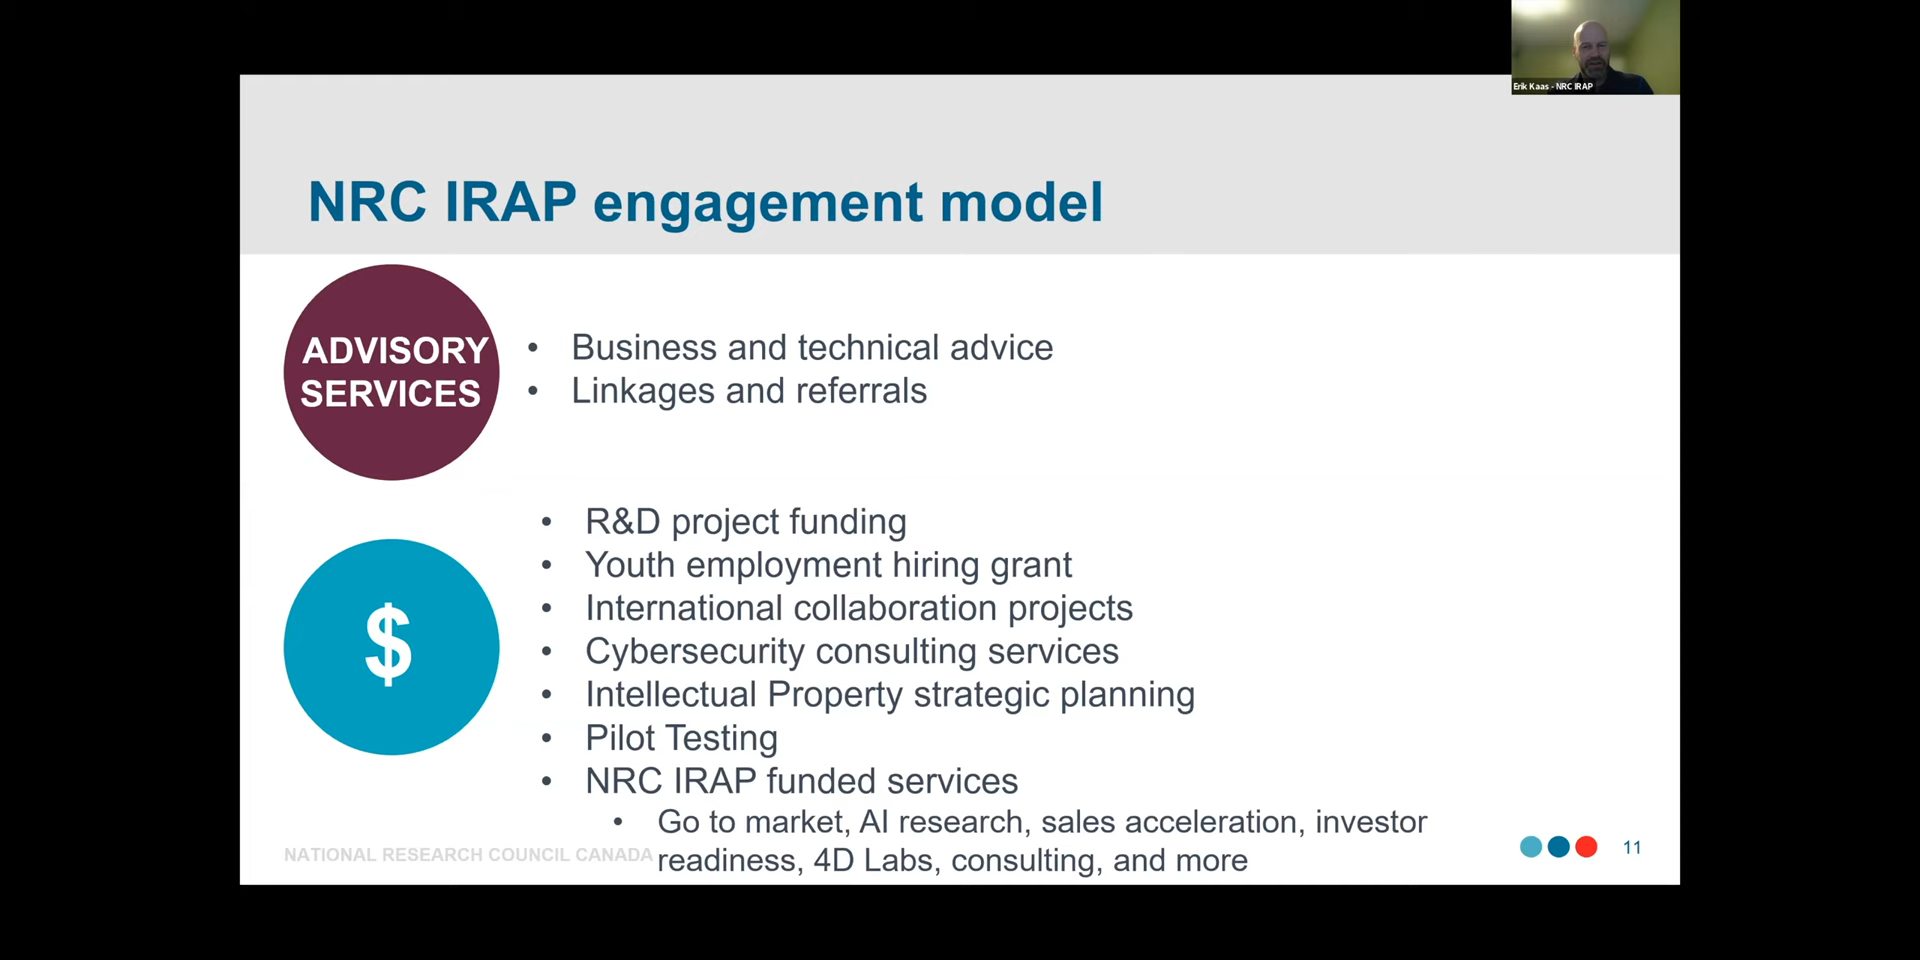 Erik Kaas - NRC IRAP
NRC IRAP engagement model
ADVISORY
SERVICES
• Business and technical advice
• Linkages and referrals
$
• R&D project funding
• Youth employment hiring grant
• International collaboration projects
• Cybersecurity consulting services
• Intellectual Property strategic planning
• Pilot Testing
• NRC IRAP funded services
• Go to market, AI research, sales acceleration, investor
readiness, 4D Labs, consulting, and more
NATIONAL RESEARCH COUNCIL CANADA
11